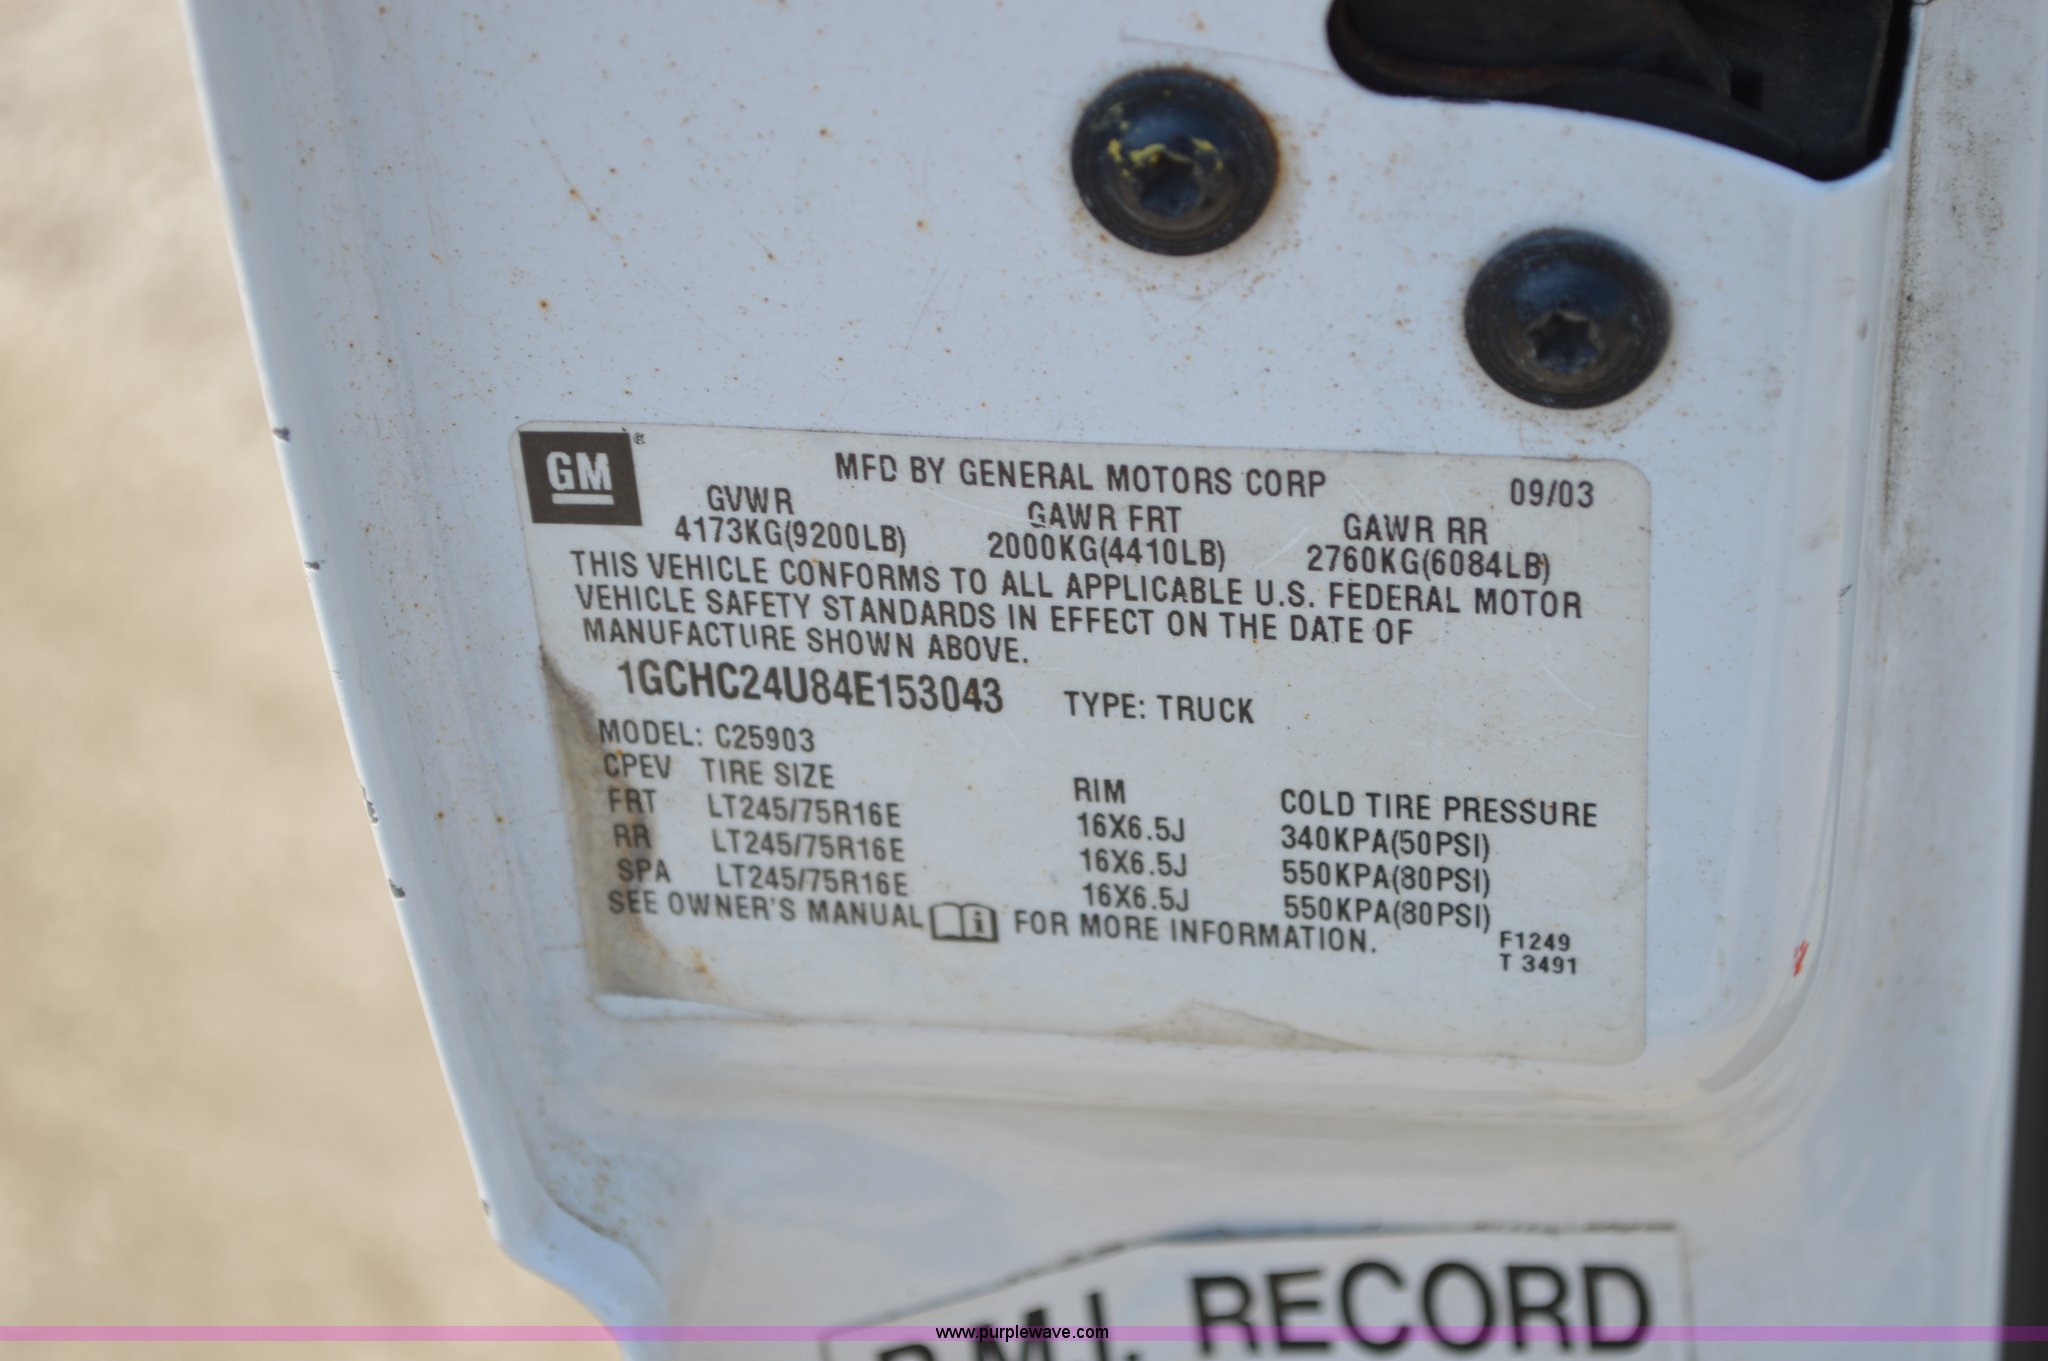 GM ®
MFD BY GENERAL MOTORS CORP 09/03
GVWR GAWR FRT GAWR RR
4173KG(9200LB) 2000KG(4410LB) 2760KG(6084LB)
THIS VEHICLE CONFORMS TO ALL APPLICABLE U.S. FEDERAL MOTOR
VEHICLE SAFETY STANDARDS IN EFFECT ON THE DATE OF
MANUFACTURE SHOWN ABOVE.
1GCHC24U84E153043 TYPE: TRUCK
MODEL: C25903
CPEV TIRE SIZE RIM COLD TIRE PRESSURE
FRT LT245/75R16E 16X6.5J 340KPA(50PSI)
RR LT245/75R16E 16X6.5J 550KPA(80PSI)
SPA LT245/75R16E 16X6.5J 550KPA(80PSI)
SEE OWNER'S MANUAL i FOR MORE INFORMATION.
F1249
T 3491
P.M.I. RECORD
www.purplewave.com